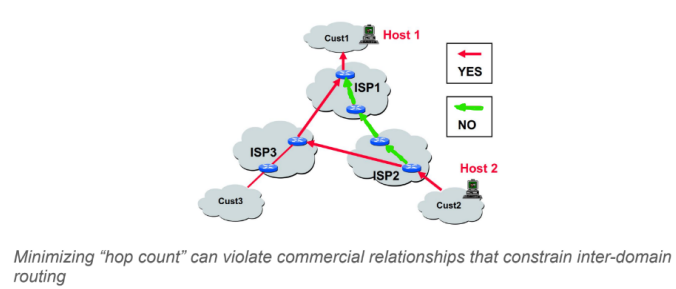 Cust1
Host 1
ISP1
YES
NO
ISP3
ISP2
Host 2
Cust3
Cust2
Minimizing “hop count” can violate commercial relationships that constrain inter-domain
routing